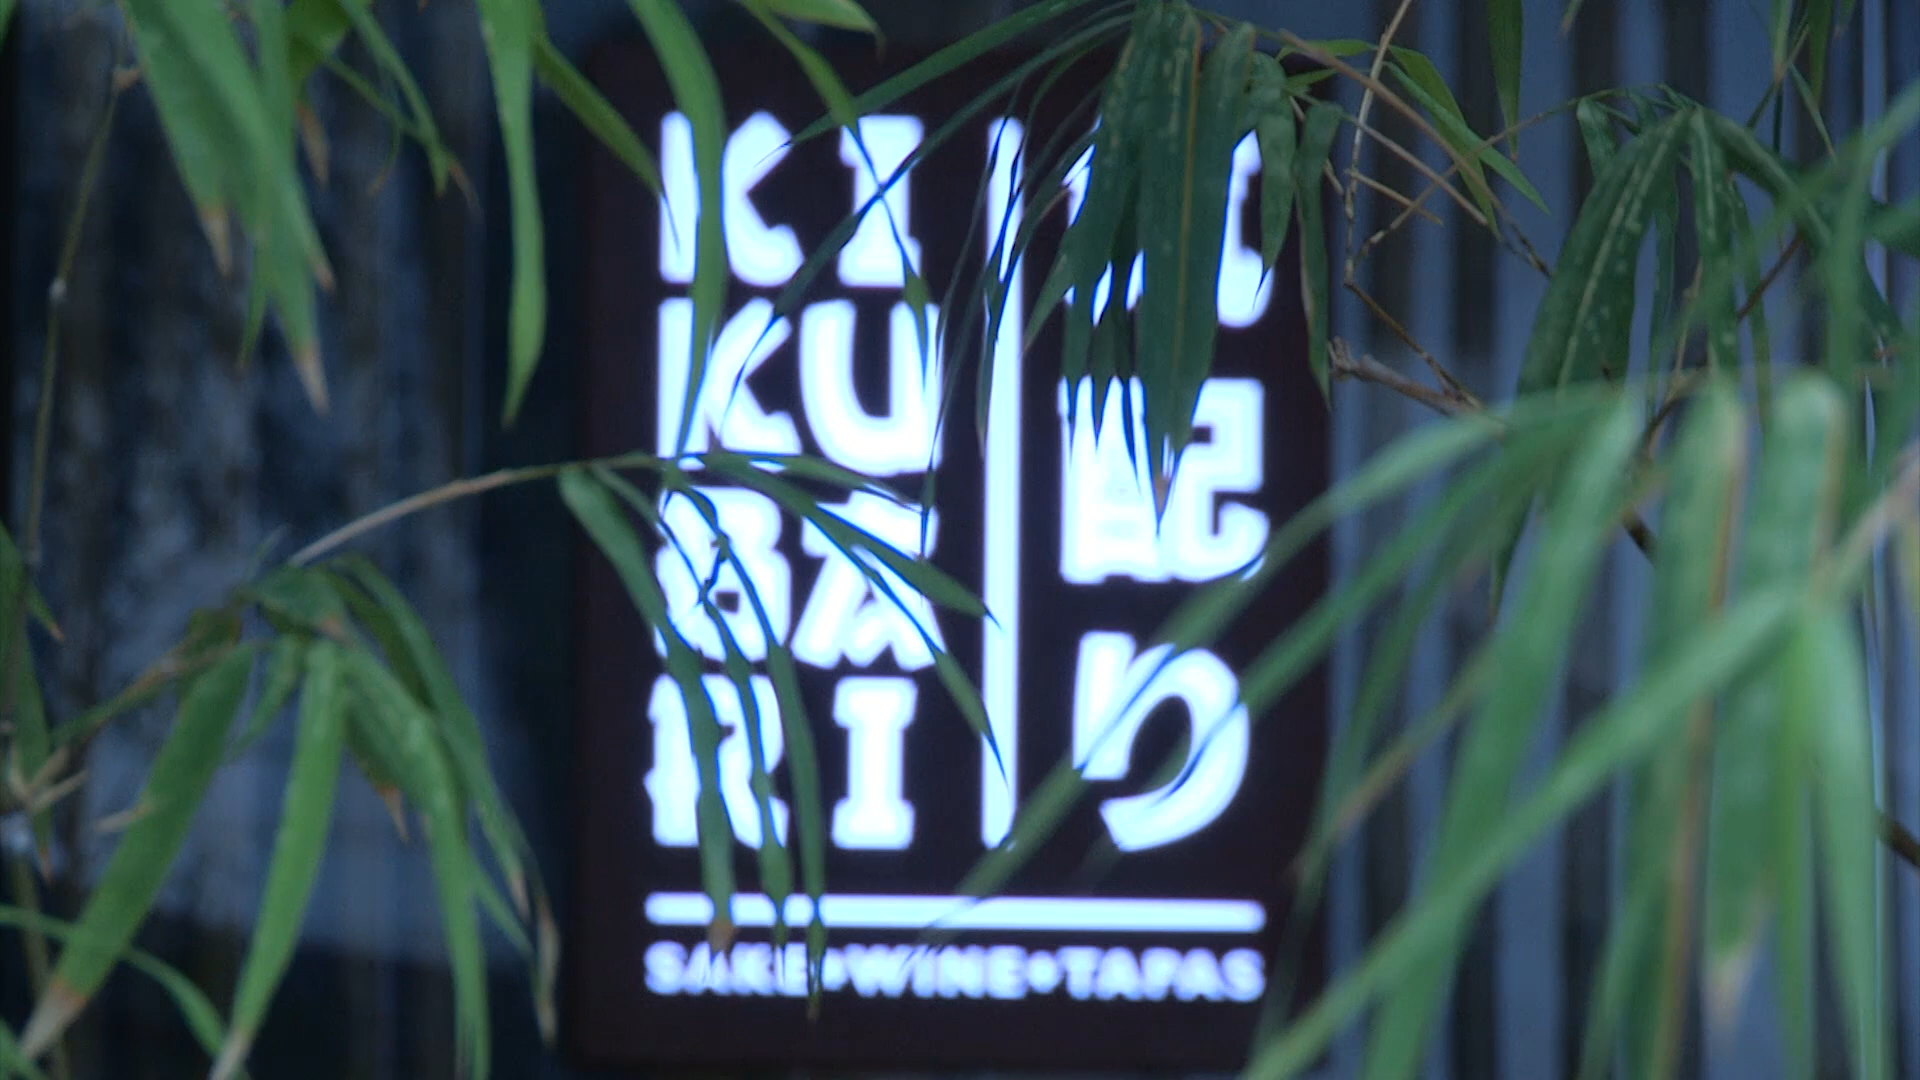 KI
KU
BA
RI
配
り
SAKE•WINE•TAPAS